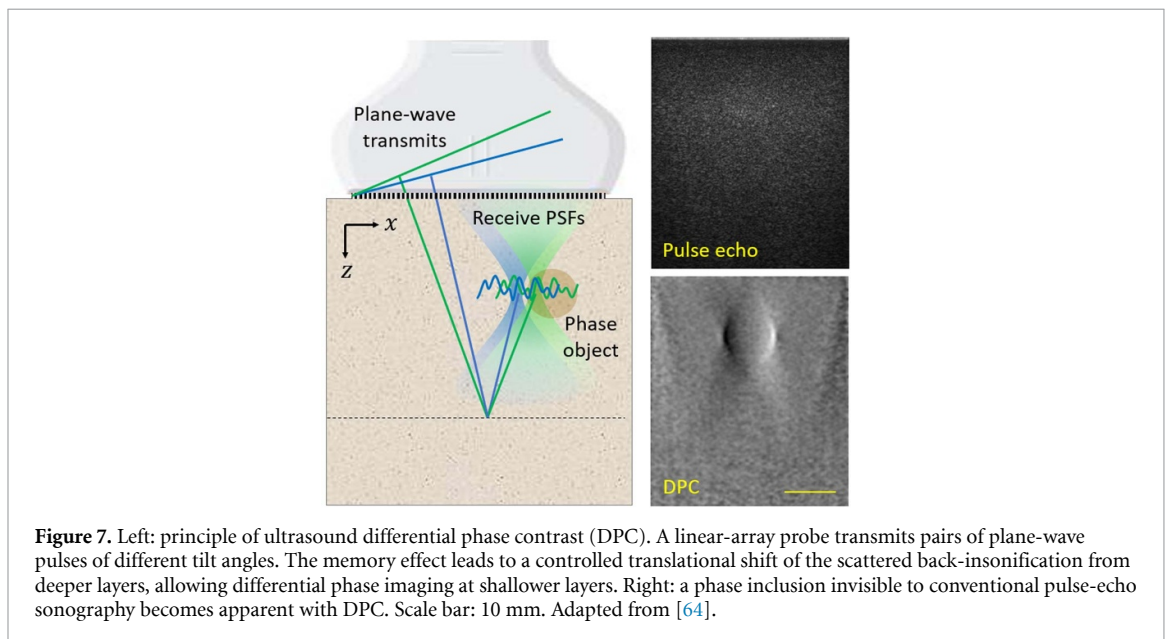 Plane-wave
transmits
Receive PSFs
x
z
Phase
object
Pulse echo
DPC
Figure 7. Left: principle of ultrasound differential phase contrast (DPC). A linear-array probe transmits pairs of plane-wave
pulses of different tilt angles. The memory effect leads to a controlled translational shift of the scattered back-insonification from
deeper layers, allowing differential phase imaging at shallower layers. Right: a phase inclusion invisible to conventional pulse-echo
sonography becomes apparent with DPC. Scale bar: 10 mm. Adapted from [64].